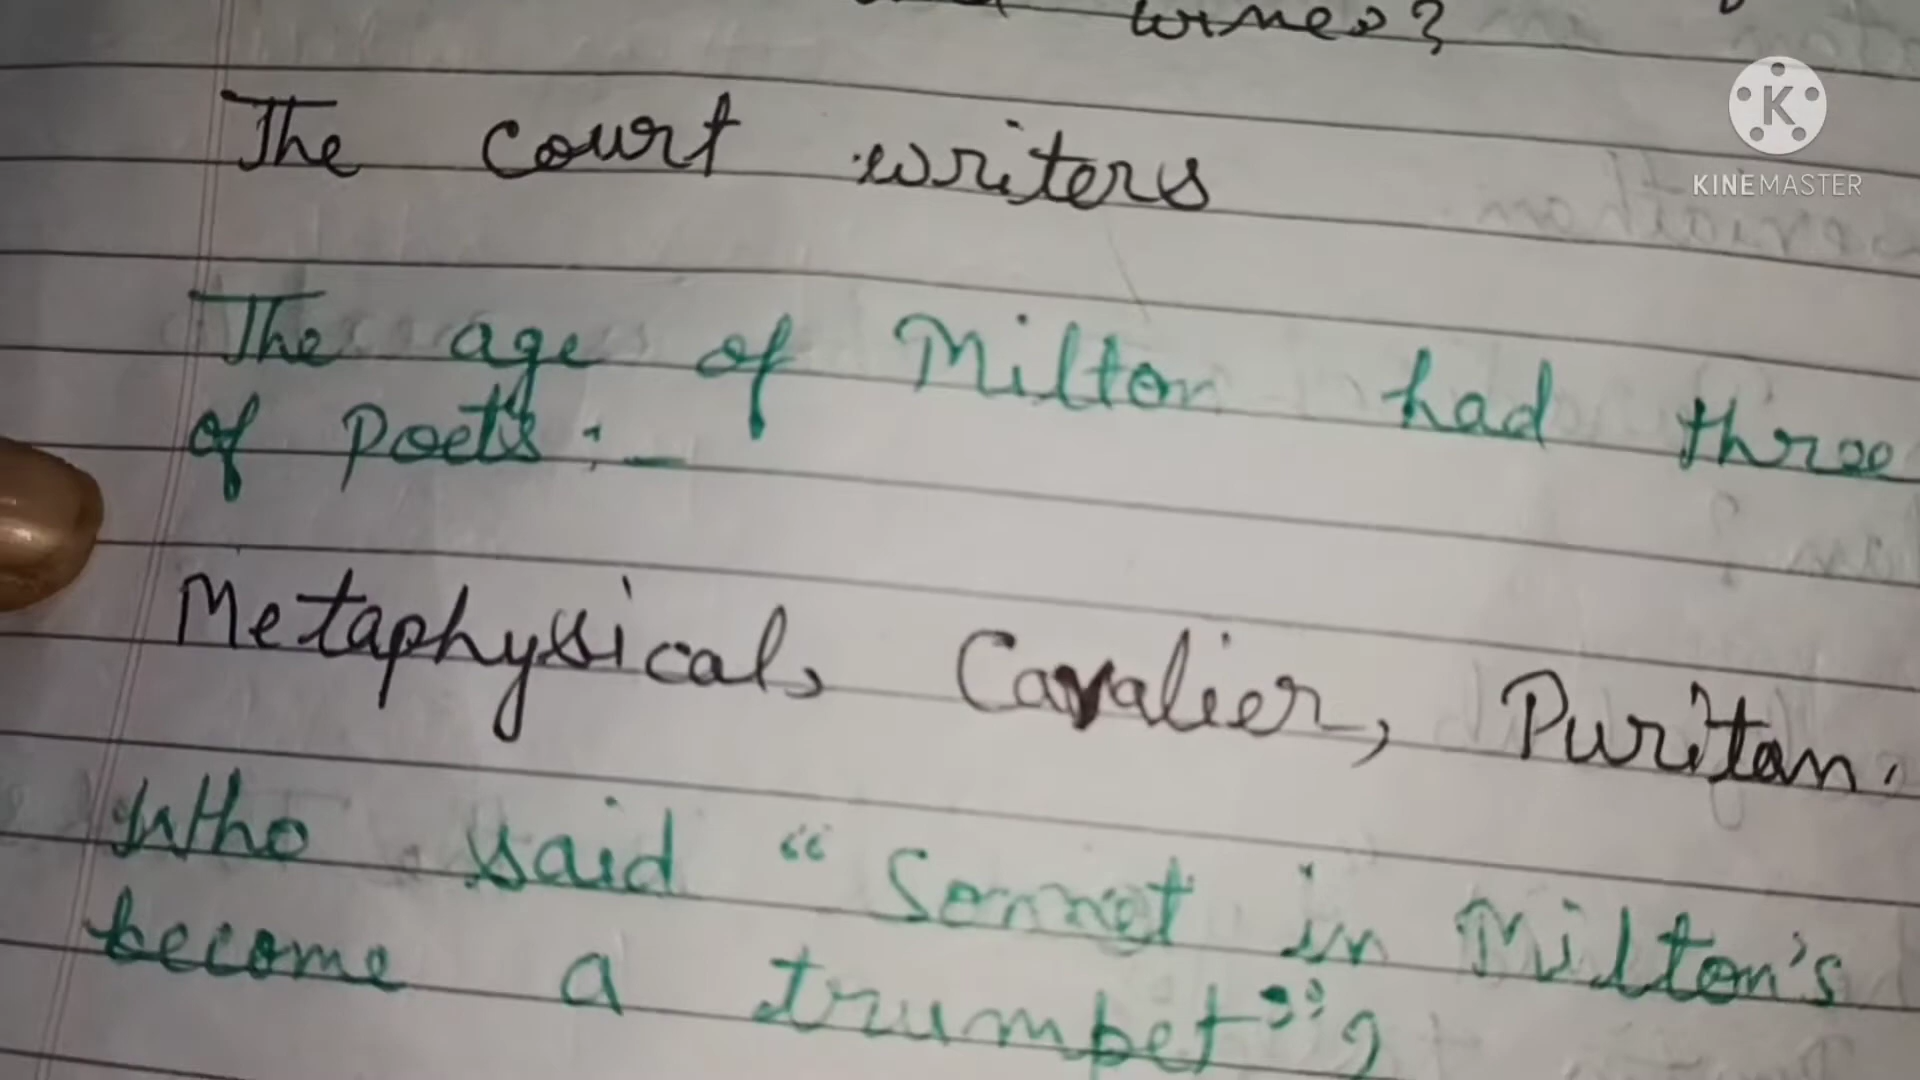 times?
The court writers
The age of Milton had three
of poets :-
Metaphysical, Cavalier, Puritan.
Who said "Sonnet in Milton's
become a trumpet"?
K
KINEMASTER